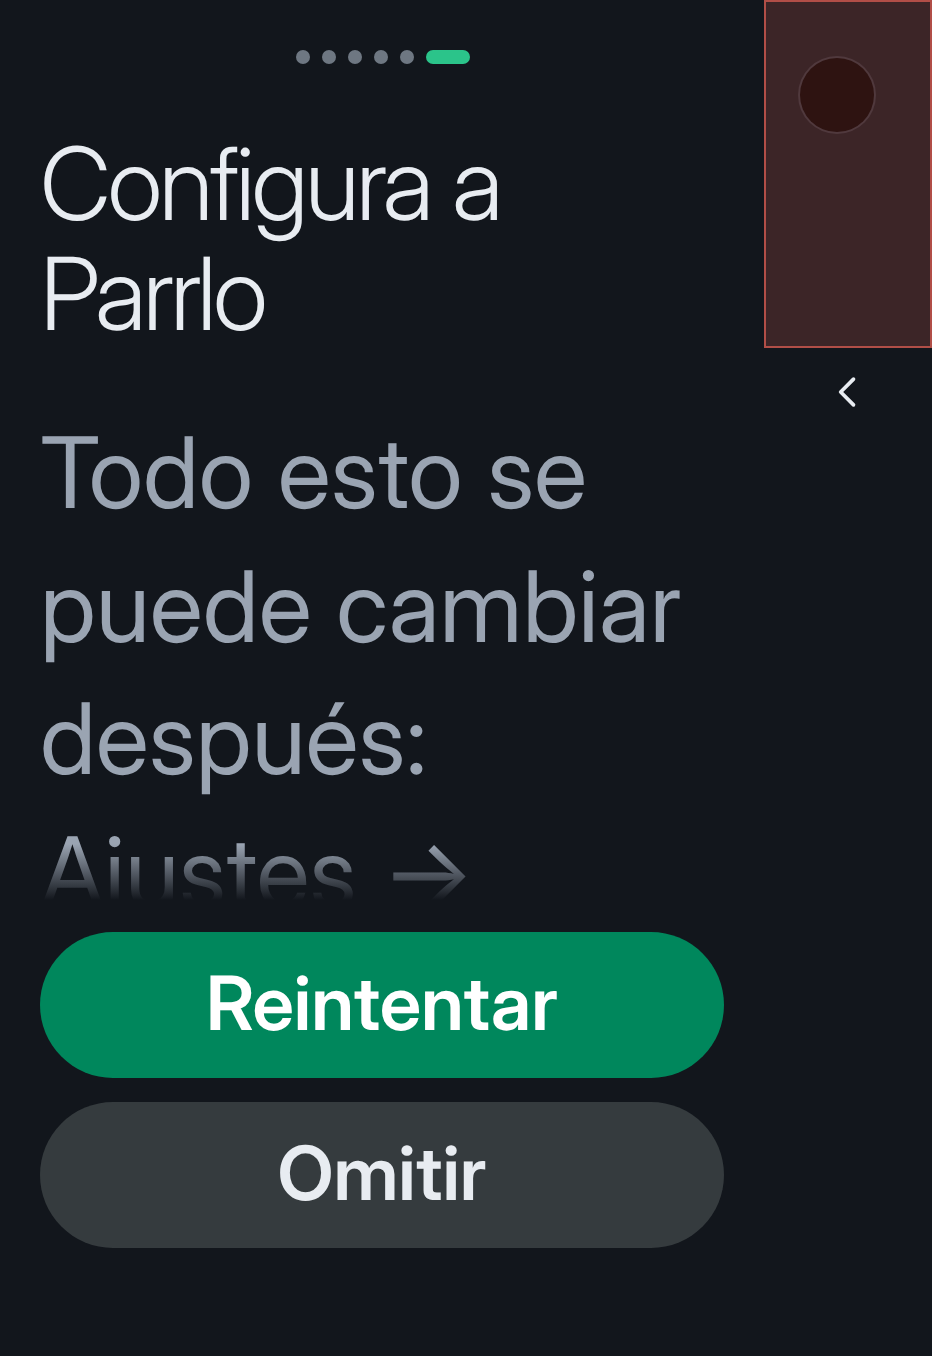 Configura a
Parrlo
Todo esto se
puede cambiar
después:
Ajustes →
Reintentar
Omitir